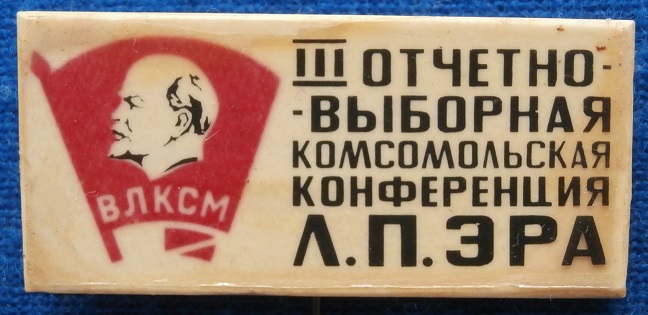 ВЛКСМ
III ОТЧЕТНО-
-ВЫБОРНАЯ
КОМСОМОЛЬСКАЯ
КОНФЕРЕНЦИЯ
Л.П.ЭРА